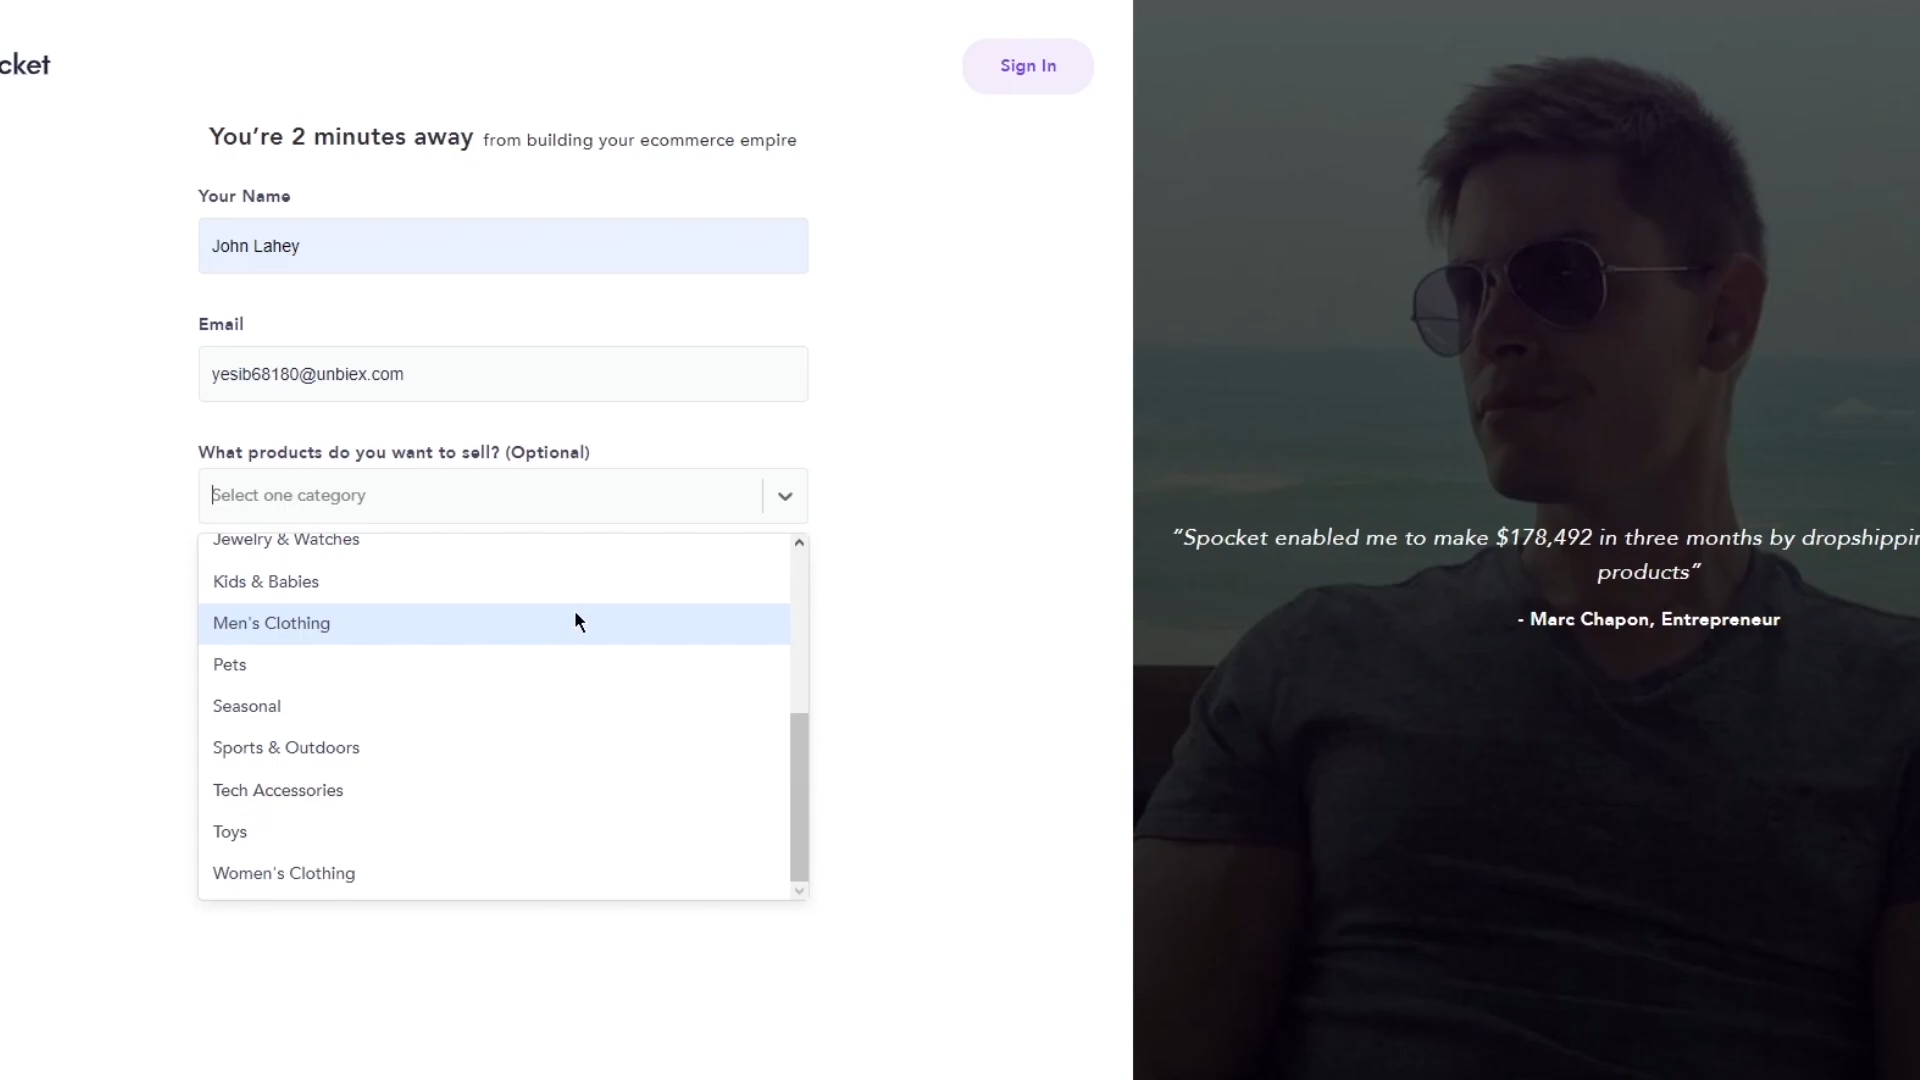 cket
Sign In
You're 2 minutes away from building your ecommerce empire
Your Name
John Lahey
Email
yesib68180@unbiex.com
What products do you want to sell? (Optional)
Select one category
Jewelry & Watches
Kids & Babies
Men's Clothing
Pets
Seasonal
Sports & Outdoors
Tech Accessories
Toys
Women's Clothing
“Spocket enabled me to make $178,492 in three months by dropshippin
products”
- Marc Chapon, Entrepreneur